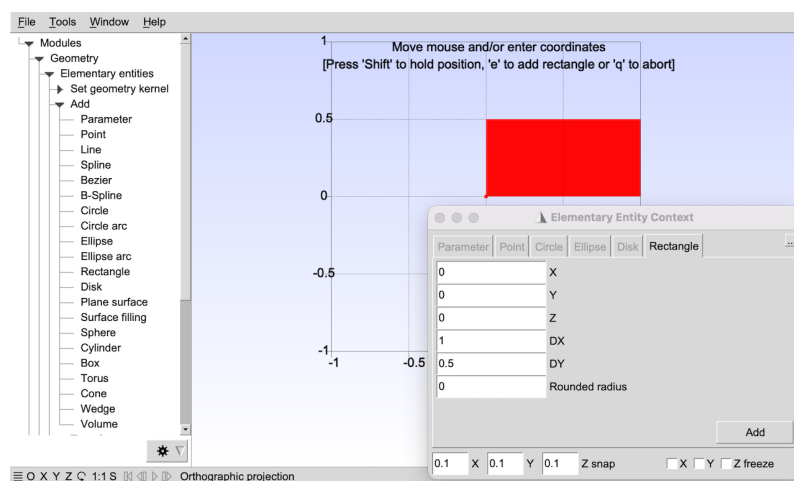 File Tools Window Help
Modules
Geometry
Elementary entities
Set geometry kernel
Add
Parameter
Point
Line
Spline
Bezier
B-Spline
Circle
Circle arc
Ellipse
Ellipse arc
Rectangle
Disk
Plane surface
Surface filling
Sphere
Cylinder
Box
Torus
Cone
Wedge
Volume
Move mouse and/or enter coordinates
[Press 'Shift' to hold position, 'e' to add rectangle or 'q' to abort]
1
0.5
0
-0.5
-1
-1 -0.5
Elementary Entity Context
Parameter Point Circle Ellipse Disk Rectangle ..
0 X
0 Y
0 Z
1 DX
0.5 DY
0 Rounded radius
Add
0.1 X 0.1 Y 0.1 Z snap X Y Z freeze
O X Y Z 1:1 S Orthographic projection